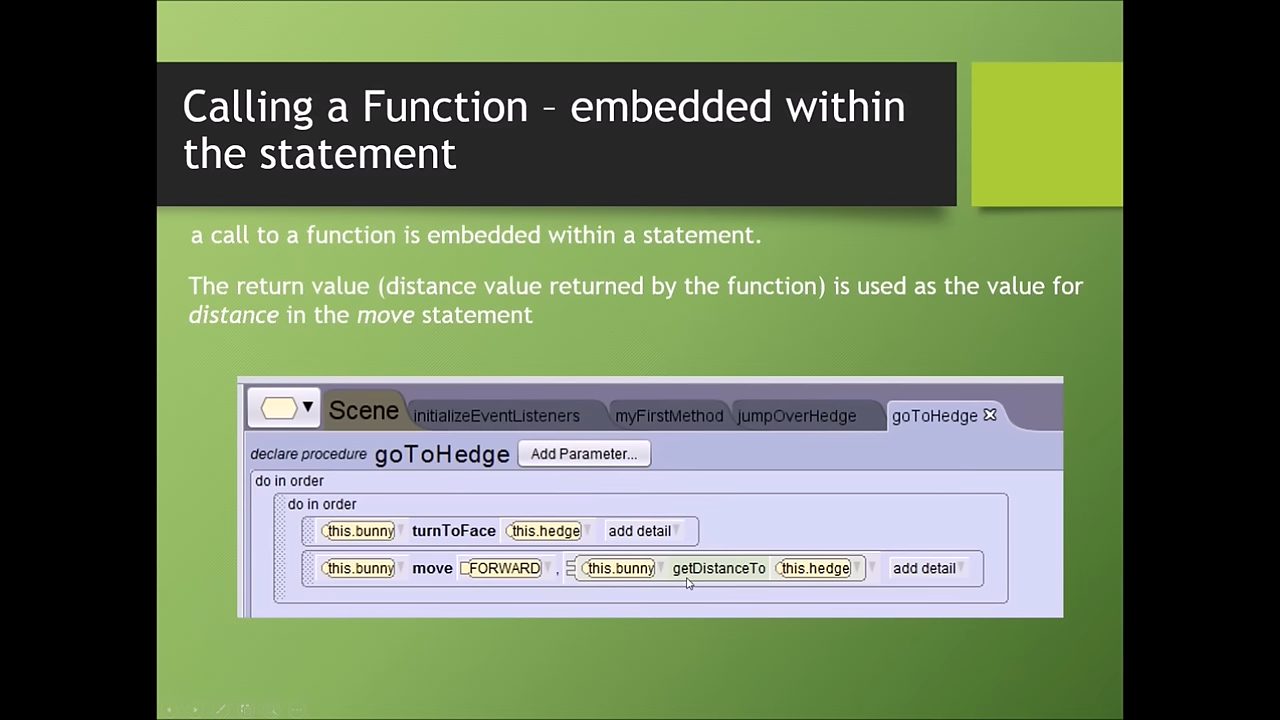 Calling a Function – embedded within
the statement
a call to a function is embedded within a statement.
The return value (distance value returned by the function) is used as the value for
distance in the move statement
Scene initializeEventListeners myFirstMethod jumpOverHedge goToHedge
declare procedure goToHedge Add Parameter...
do in order
do in order
this.bunny turnToFace this.hedge add detail
this.bunny move FORWARD , this.bunny getDistanceTo this.hedge add detail